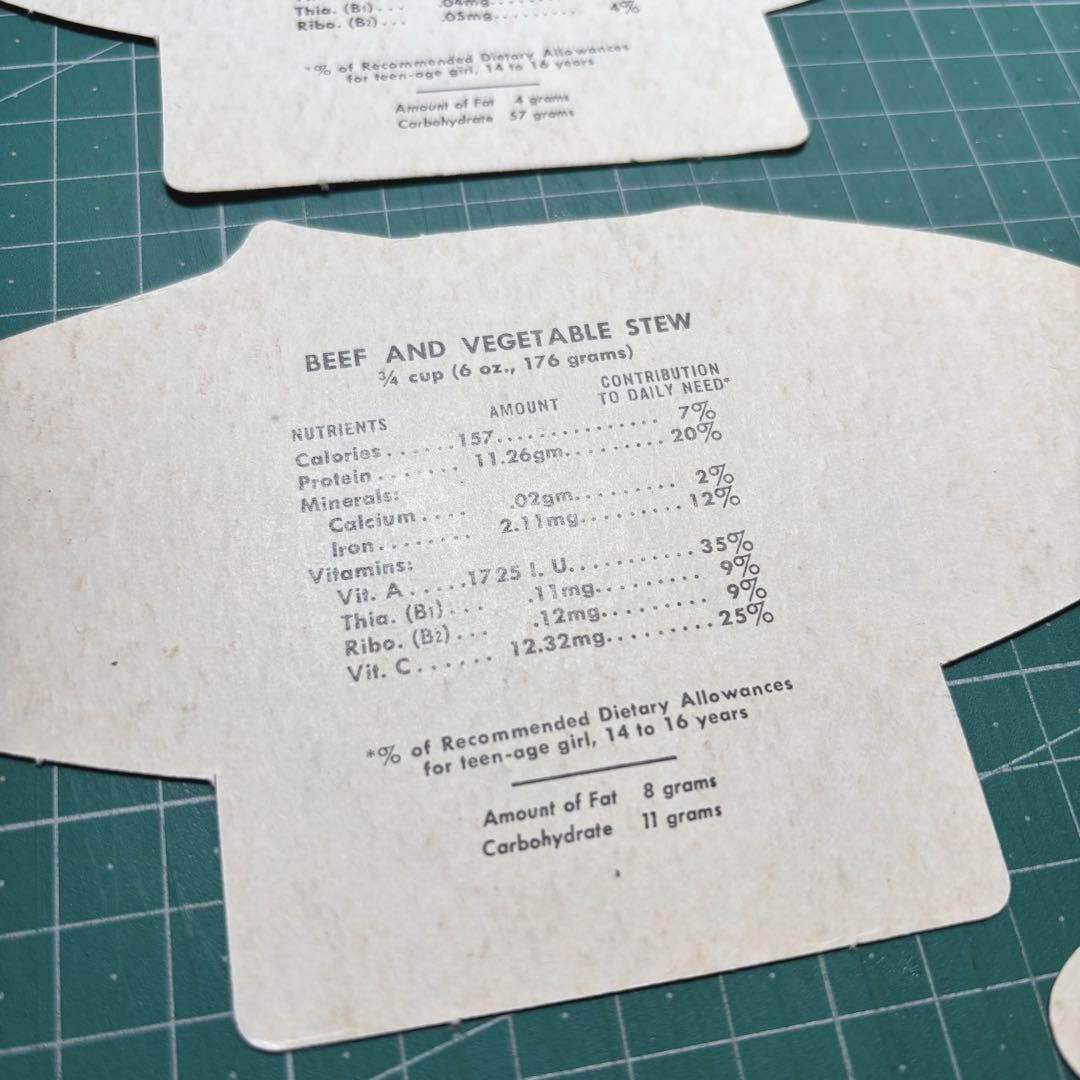 Thia. (B1)... .04mg.........
Ribo. (B2)... .05mg......... 4%
*% of Recommended Dietary Allowances
for teen-age girl, 14 to 16 years
Amount of Fat 4 grams
Carbohydrate 57 grams
BEEF AND VEGETABLE STEW
¾ cup (6 oz., 176 grams)
NUTRIENTS AMOUNT CONTRIBUTION TO DAILY NEED*
Calories.......157............... 7%
Protein....... 11.26gm.......... 20%
Minerals:
Calcium.... .02gm......... 2%
Iron........ 2.11mg.......... 12%
Vitamins:
Vit. A......1725 I. U.......... 35%
Thia. (B1)... .11mg......... 9%
Ribo. (B2)... .12mg......... 9%
Vit. C...... 12.32mg.......... 25%
*% of Recommended Dietary Allowances
for teen-age girl, 14 to 16 years
Amount of Fat 8 grams
Carbohydrate 11 grams